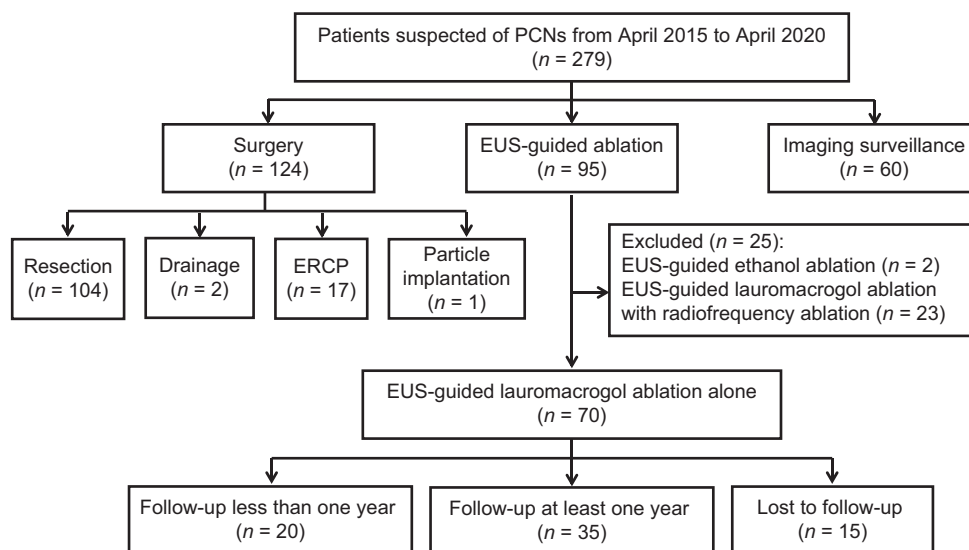 Patients suspected of PCNs from April 2015 to April 2020
(n = 279)
Surgery
(n = 124)
EUS-guided ablation
(n = 95)
Imaging surveillance
(n = 60)
Resection
(n = 104)
Drainage
(n = 2)
ERCP
(n = 17)
Particle
implantation
(n = 1)
Excluded (n = 25):
EUS-guided ethanol ablation (n = 2)
EUS-guided lauromacrogol ablation
with radiofrequency ablation (n = 23)
EUS-guided lauromacrogol ablation alone
(n = 70)
Follow-up less than one year
(n = 20)
Follow-up at least one year
(n = 35)
Lost to follow-up
(n = 15)